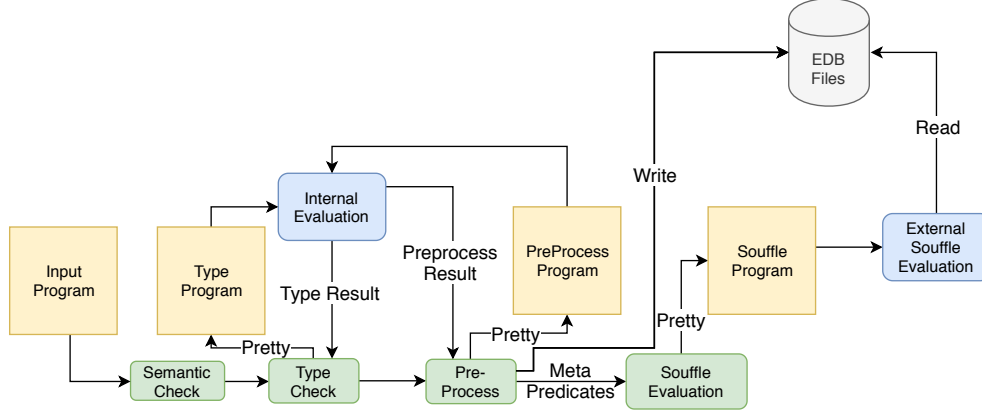 EDB
Files
Read
Write
Internal
Evaluation
Input
Program
Type
Program
Preprocess
Result
PreProcess
Program
Souffle
Program
External
Souffle
Evaluation
Type Result
Pretty
Pretty
Pretty
Semantic
Check
Type
Check
Pre-
Process
Meta
Predicates
Souffle
Evaluation